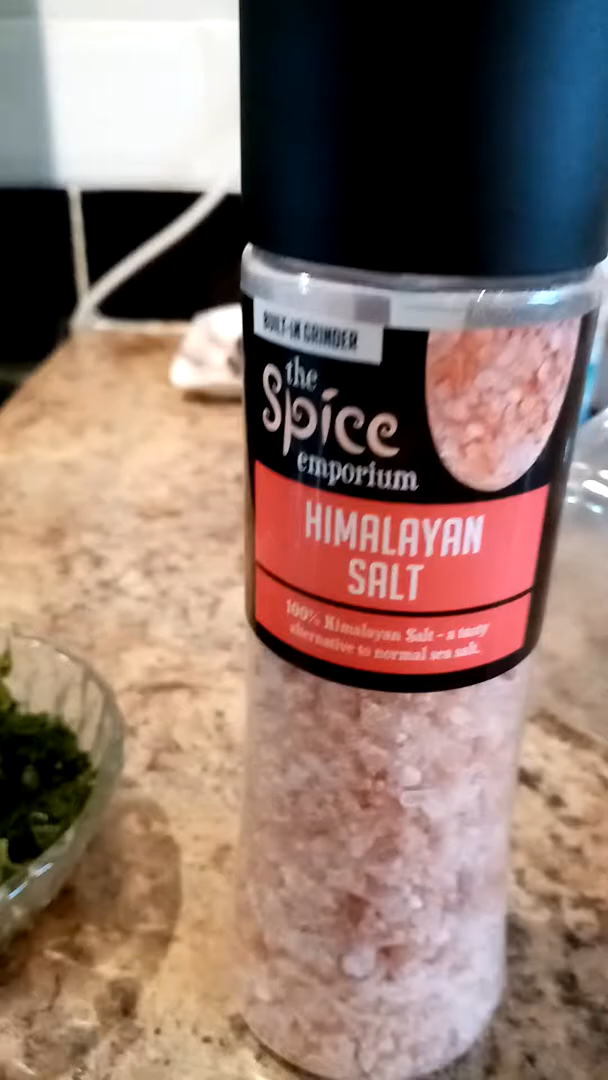 BUILT-IN GRINDER
the
Spice
emporium
HIMALAYAN
SALT
100% Himalayan Salt - a tasty
alternative to normal sea salt.